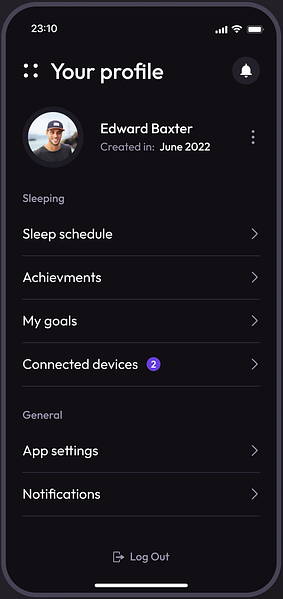 23:10
Your profile
Edward Baxter
Created in: June 2022
Sleeping
Sleep schedule
Achievments
My goals
Connected devices 2
General
App settings
Notifications
Log Out